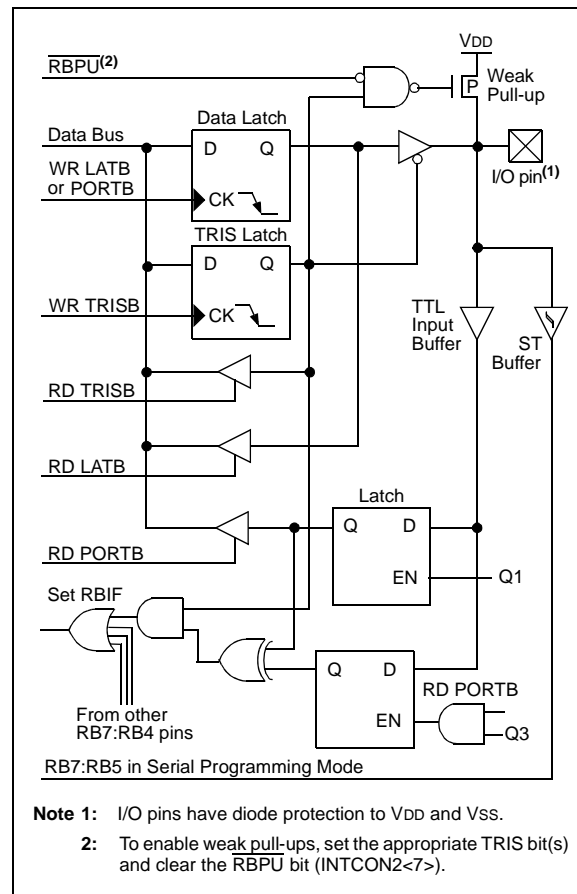 VDD
RBPU(2)
Weak
Pull-up
P
Data Latch
Data Bus
D Q
WR LATB
or PORTB
CK
I/O pin(1)
TRIS Latch
D Q
WR TRISB
CK
TTL
Input
Buffer
ST
Buffer
RD TRISB
RD LATB
Latch
Q D
RD PORTB
EN
Q1
Set RBIF
Q D
RD PORTB
EN
Q3
From other
RB7:RB4 pins
RB7:RB5 in Serial Programming Mode
Note 1: I/O pins have diode protection to VDD and VSS.
2: To enable weak pull-ups, set the appropriate TRIS bit(s)
and clear the RBPU bit (INTCON2<7>).